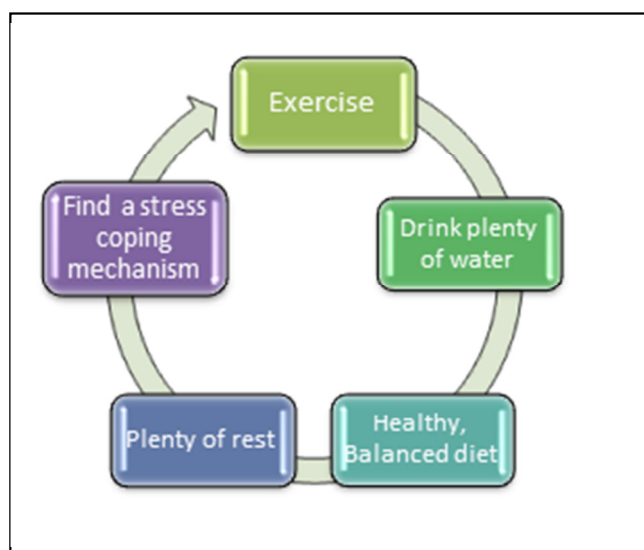 Exercise
Drink plenty
of water
Healthy,
Balanced diet
Plenty of rest
Find a stress
coping
mechanism